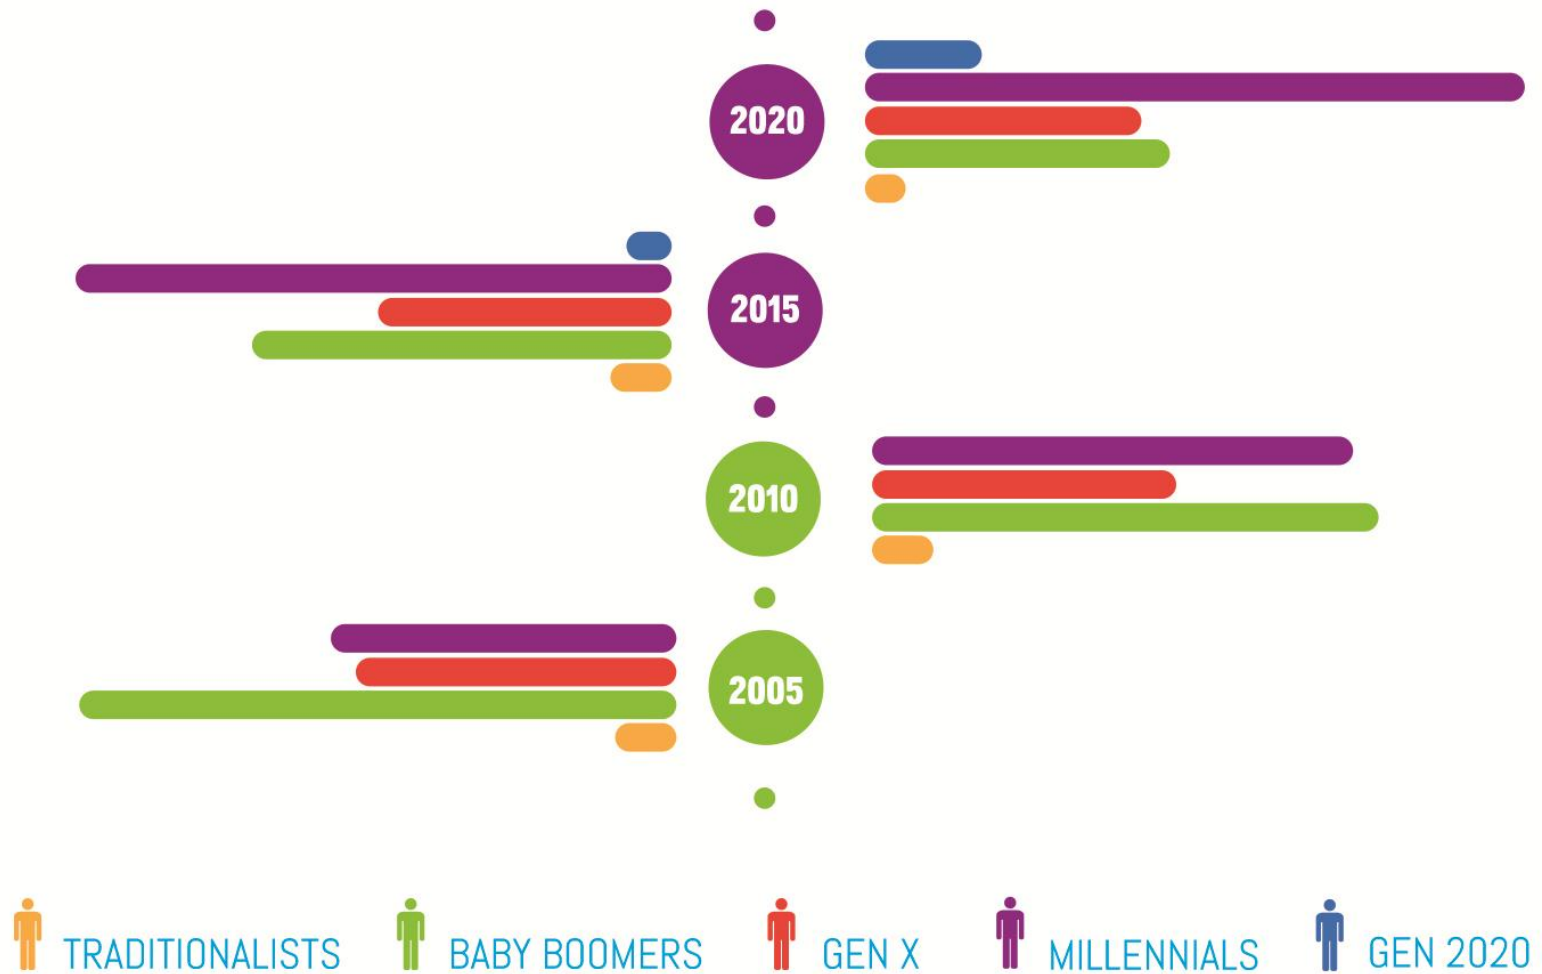 2020
2015
2010
2005
TRADITIONALISTS
BABY BOOMERS
GEN X
MILLENNIALS
GEN 2020